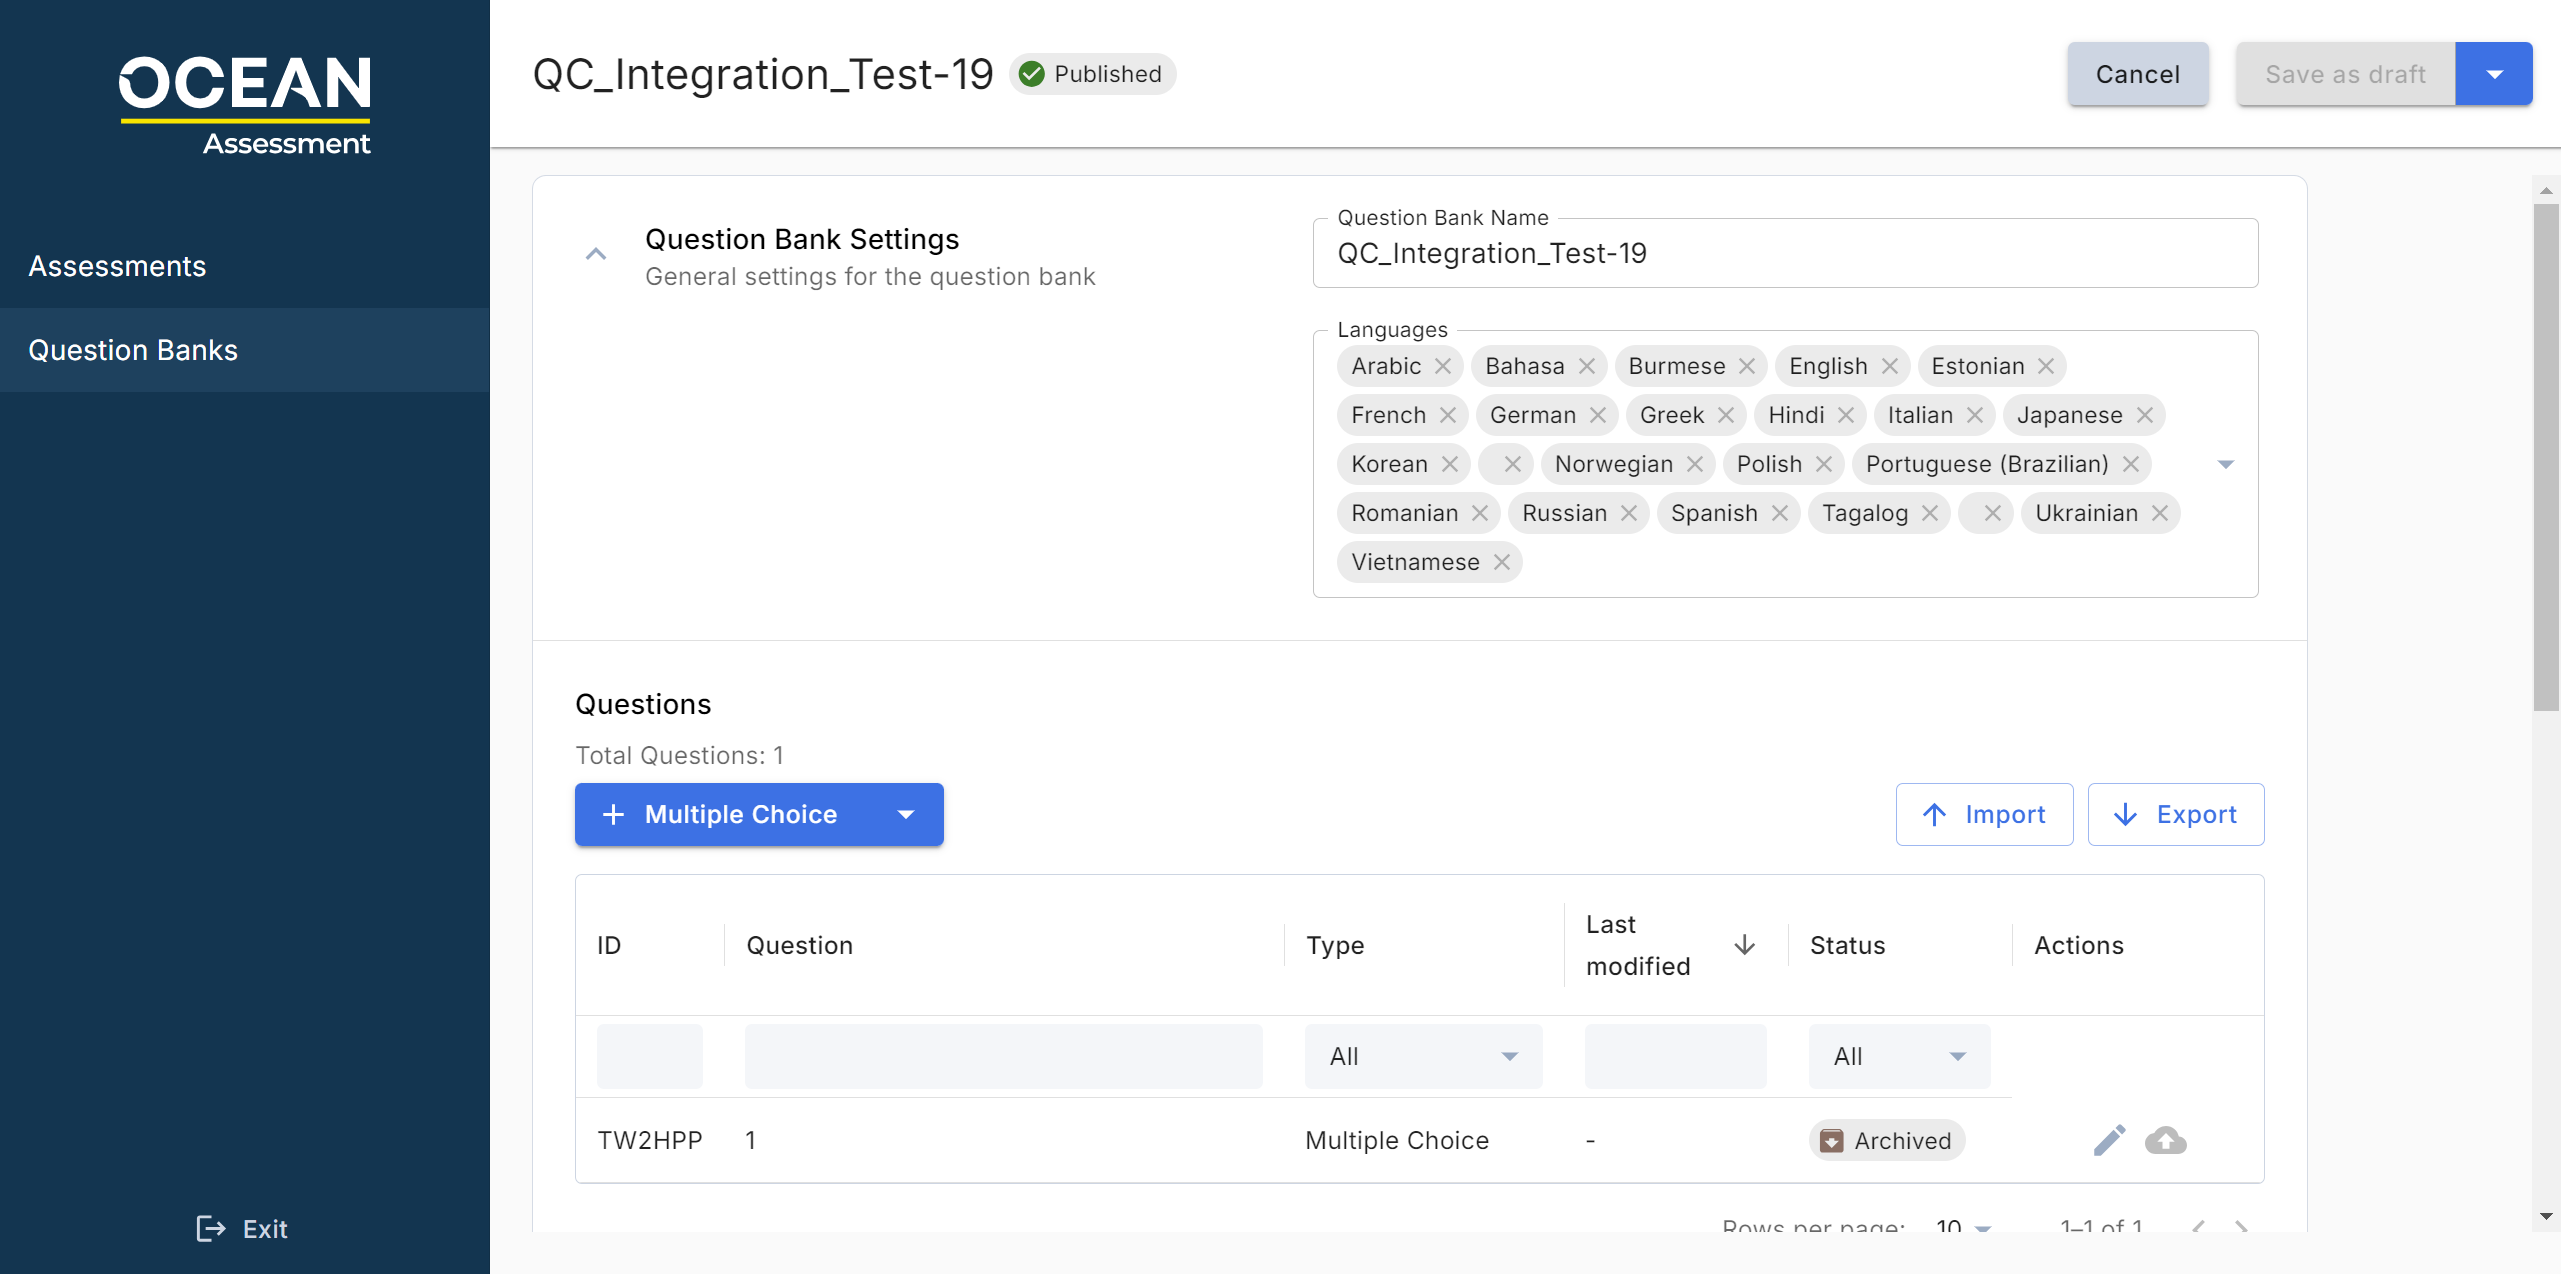 OCEAN
Assessment
Assessments
Question Banks
Exit
QC_Integration_Test-19
Published
Cancel
Save as draft
Question Bank Settings
General settings for the question bank
Question Bank Name
QC_Integration_Test-19
Languages
Arabic Bahasa Burmese English Estonian
French German Greek Hindi Italian Japanese
Korean Norwegian Polish Portuguese (Brazilian)
Romanian Russian Spanish Tagalog Ukrainian
Vietnamese
Questions
Total Questions: 1
Multiple Choice
Import
Export
ID Question Type Last modified Status Actions
All All
TW2HPP 1 Multiple Choice - Archived
Rows per page: 10 1–1 of 1